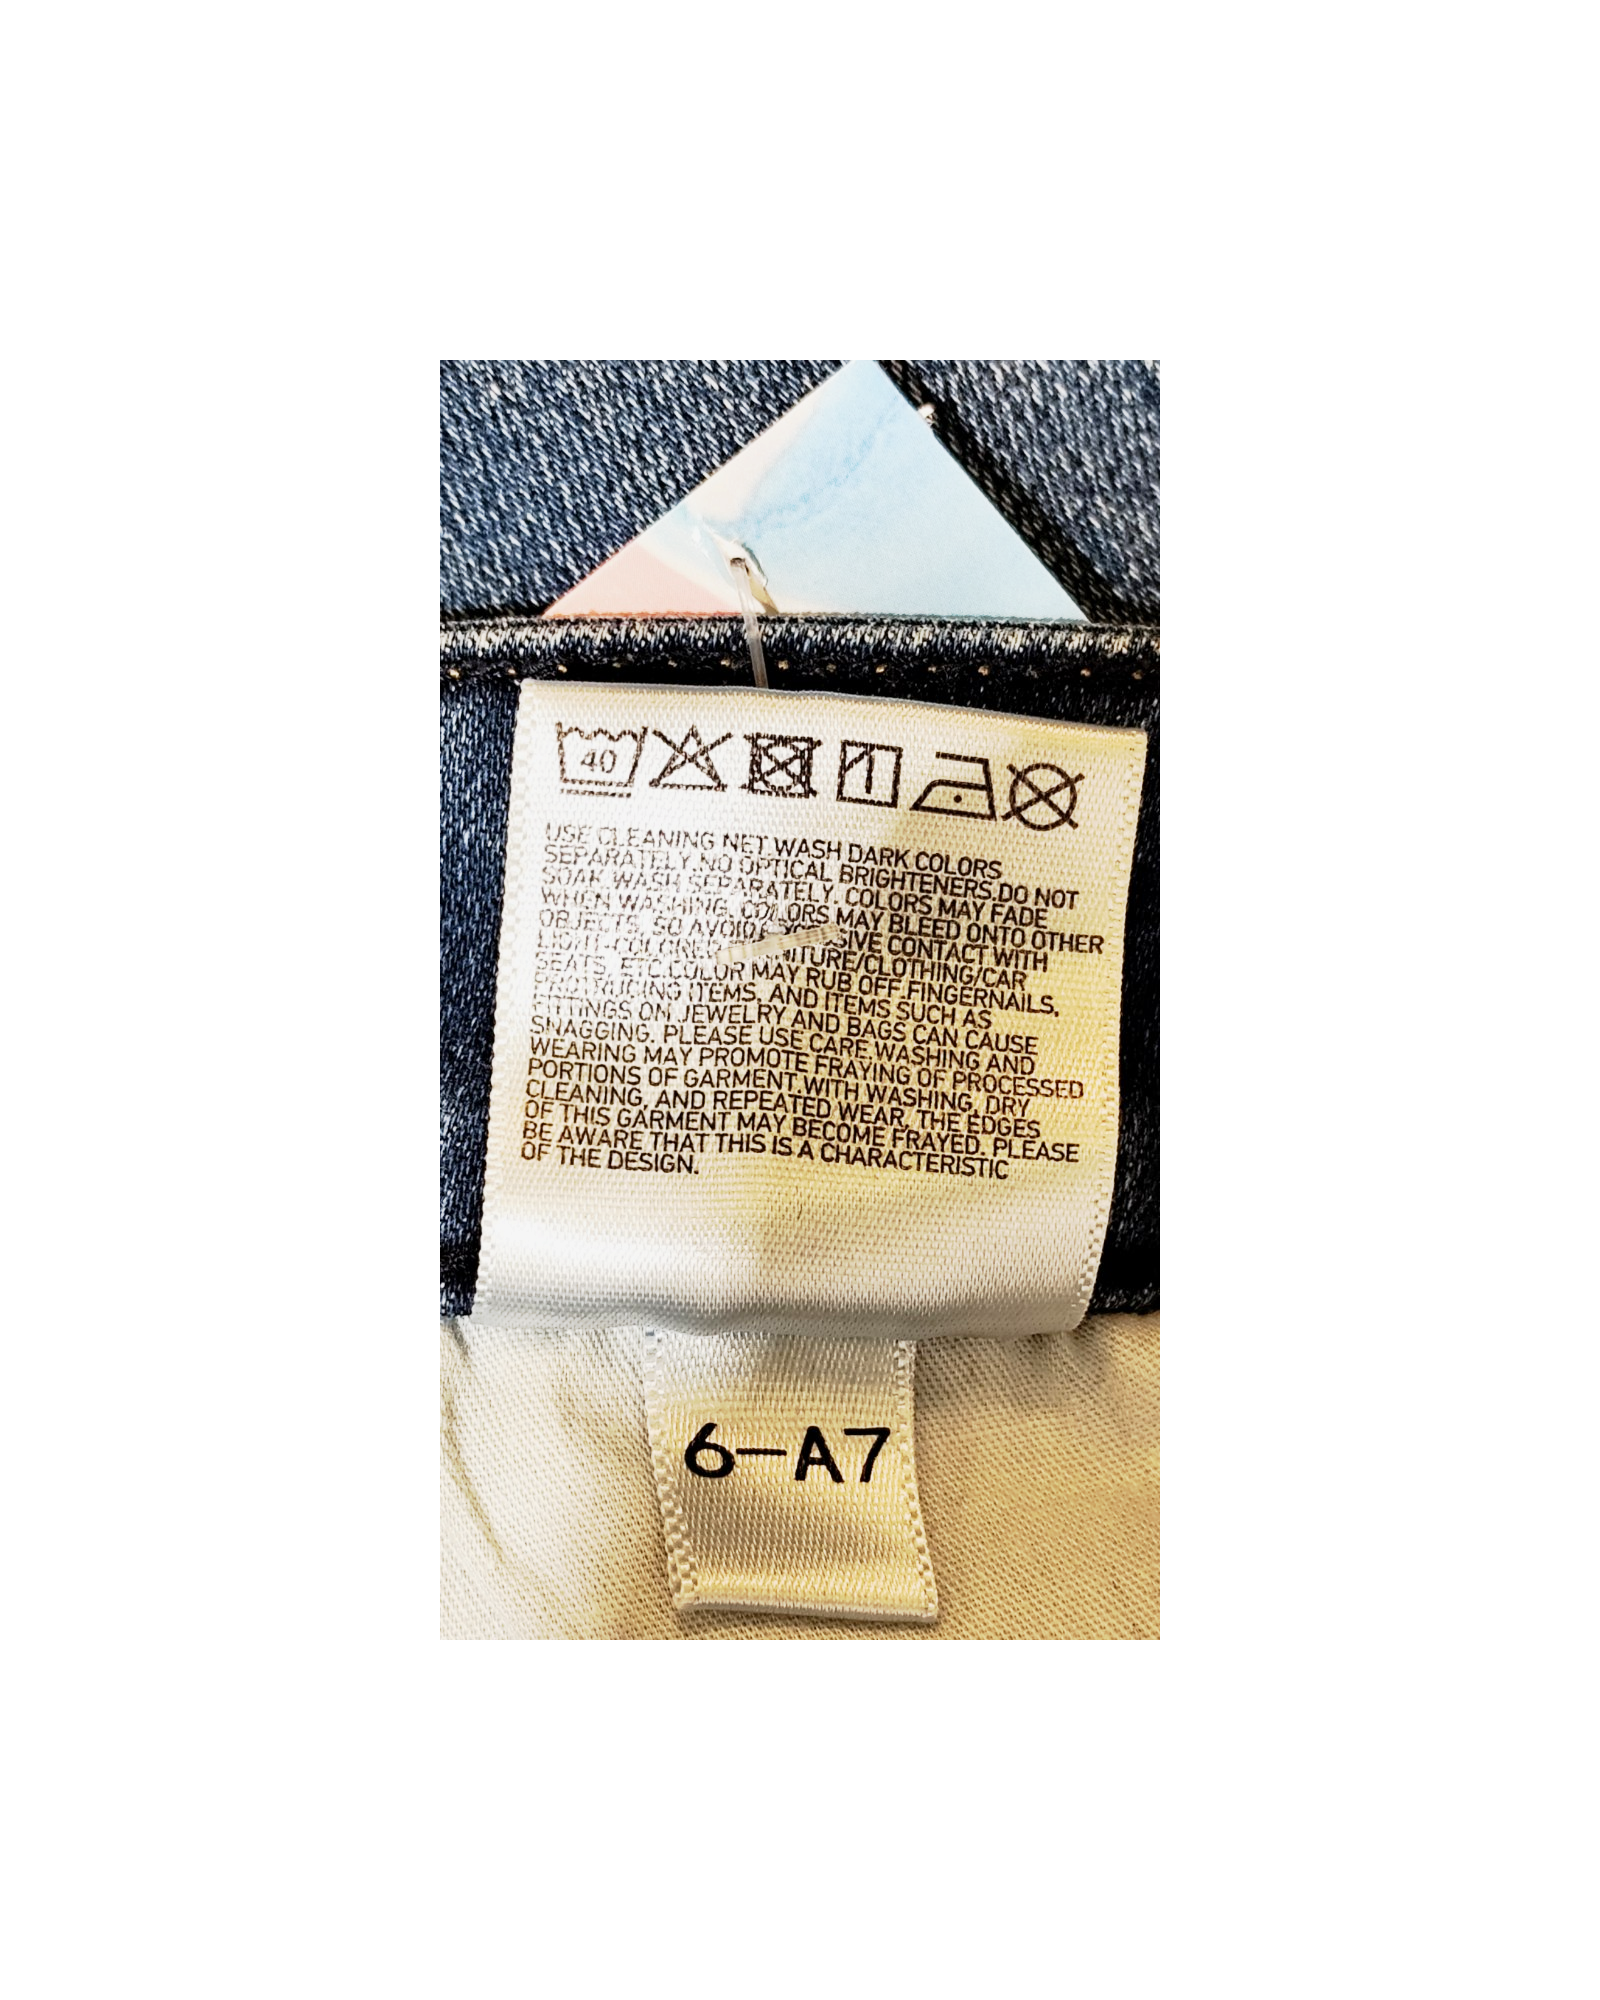 40
USE CLEANING NET.WASH DARK COLORS
SEPARATELY.NO OPTICAL BRIGHTENERS.DO NOT
SOAK.WASH SEPARATELY. COLORS MAY FADE
WHEN WASHING. COLORS MAY BLEED ONTO OTHER
OBJECTS, SO AVOID EXCESSIVE CONTACT WITH
LIGHT-COLORED FURNITURE/CLOTHING/CAR
SEATS, ETC.COLOR MAY RUB OFF.FINGERNAILS,
PROTRUDING ITEMS, AND ITEMS SUCH AS
FITTINGS ON JEWELRY AND BAGS CAN CAUSE
SNAGGING. PLEASE USE CARE.WASHING AND
WEARING MAY PROMOTE FRAYING OF PROCESSED
PORTIONS OF GARMENT.WITH WASHING, DRY
CLEANING, AND REPEATED WEAR, THE EDGES
OF THIS GARMENT MAY BECOME FRAYED. PLEASE
BE AWARE THAT THIS IS A CHARACTERISTIC
OF THE DESIGN.
6-A7